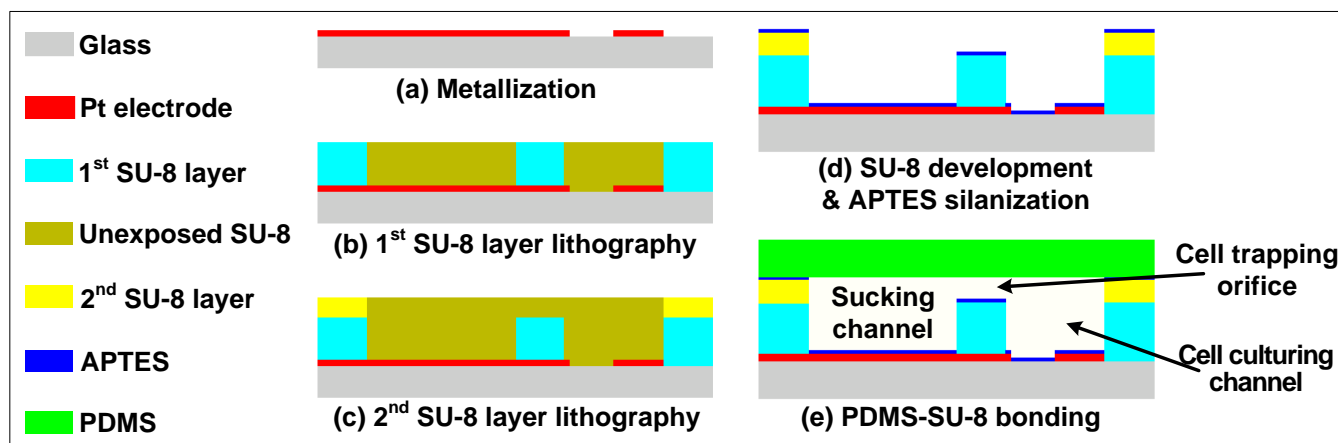 Glass
Pt electrode
1st SU-8 layer
Unexposed SU-8
2nd SU-8 layer
APTES
PDMS
(a) Metallization
(b) 1st SU-8 layer lithography
(c) 2nd SU-8 layer lithography
(d) SU-8 development
& APTES silanization
Sucking
channel
Cell trapping
orifice
Cell culturing
channel
(e) PDMS-SU-8 bonding